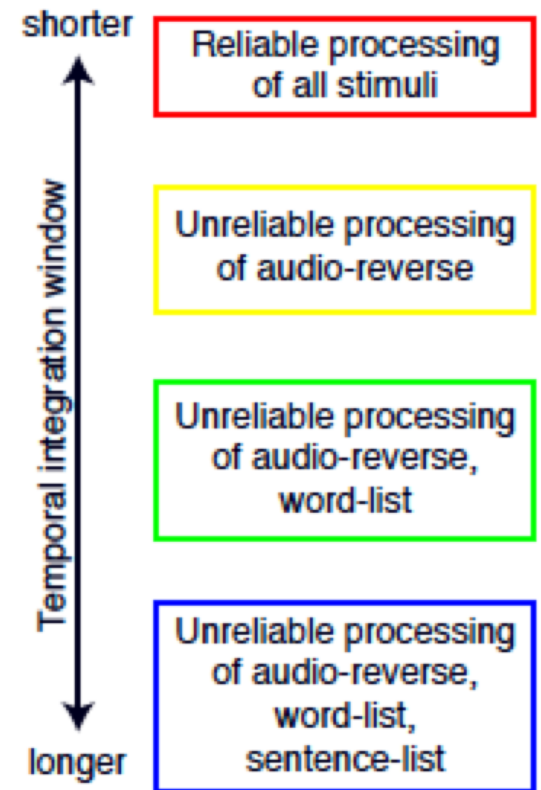 shorter
Reliable processing
of all stimuli
Temporal integration window
Unreliable processing
of audio-reverse
Unreliable processing
of audio-reverse,
word-list
Unreliable processing
of audio-reverse,
word-list,
sentence-list
longer